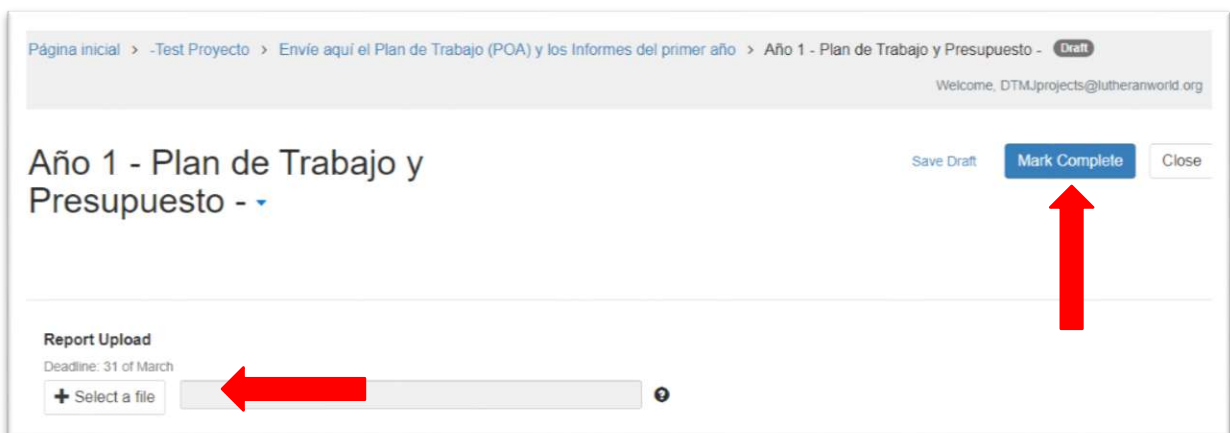 Página inicial > -Test Proyecto > Envíe aquí el Plan de Trabajo (POA) y los Informes del primer año > Año 1 - Plan de Trabajo y Presupuesto - Draft
Welcome, DTMJprojects@lutheranworld.org
Año 1 - Plan de Trabajo y
Presupuesto -
Save Draft Mark Complete Close
Report Upload
Deadline: 31 of March
+ Select a file